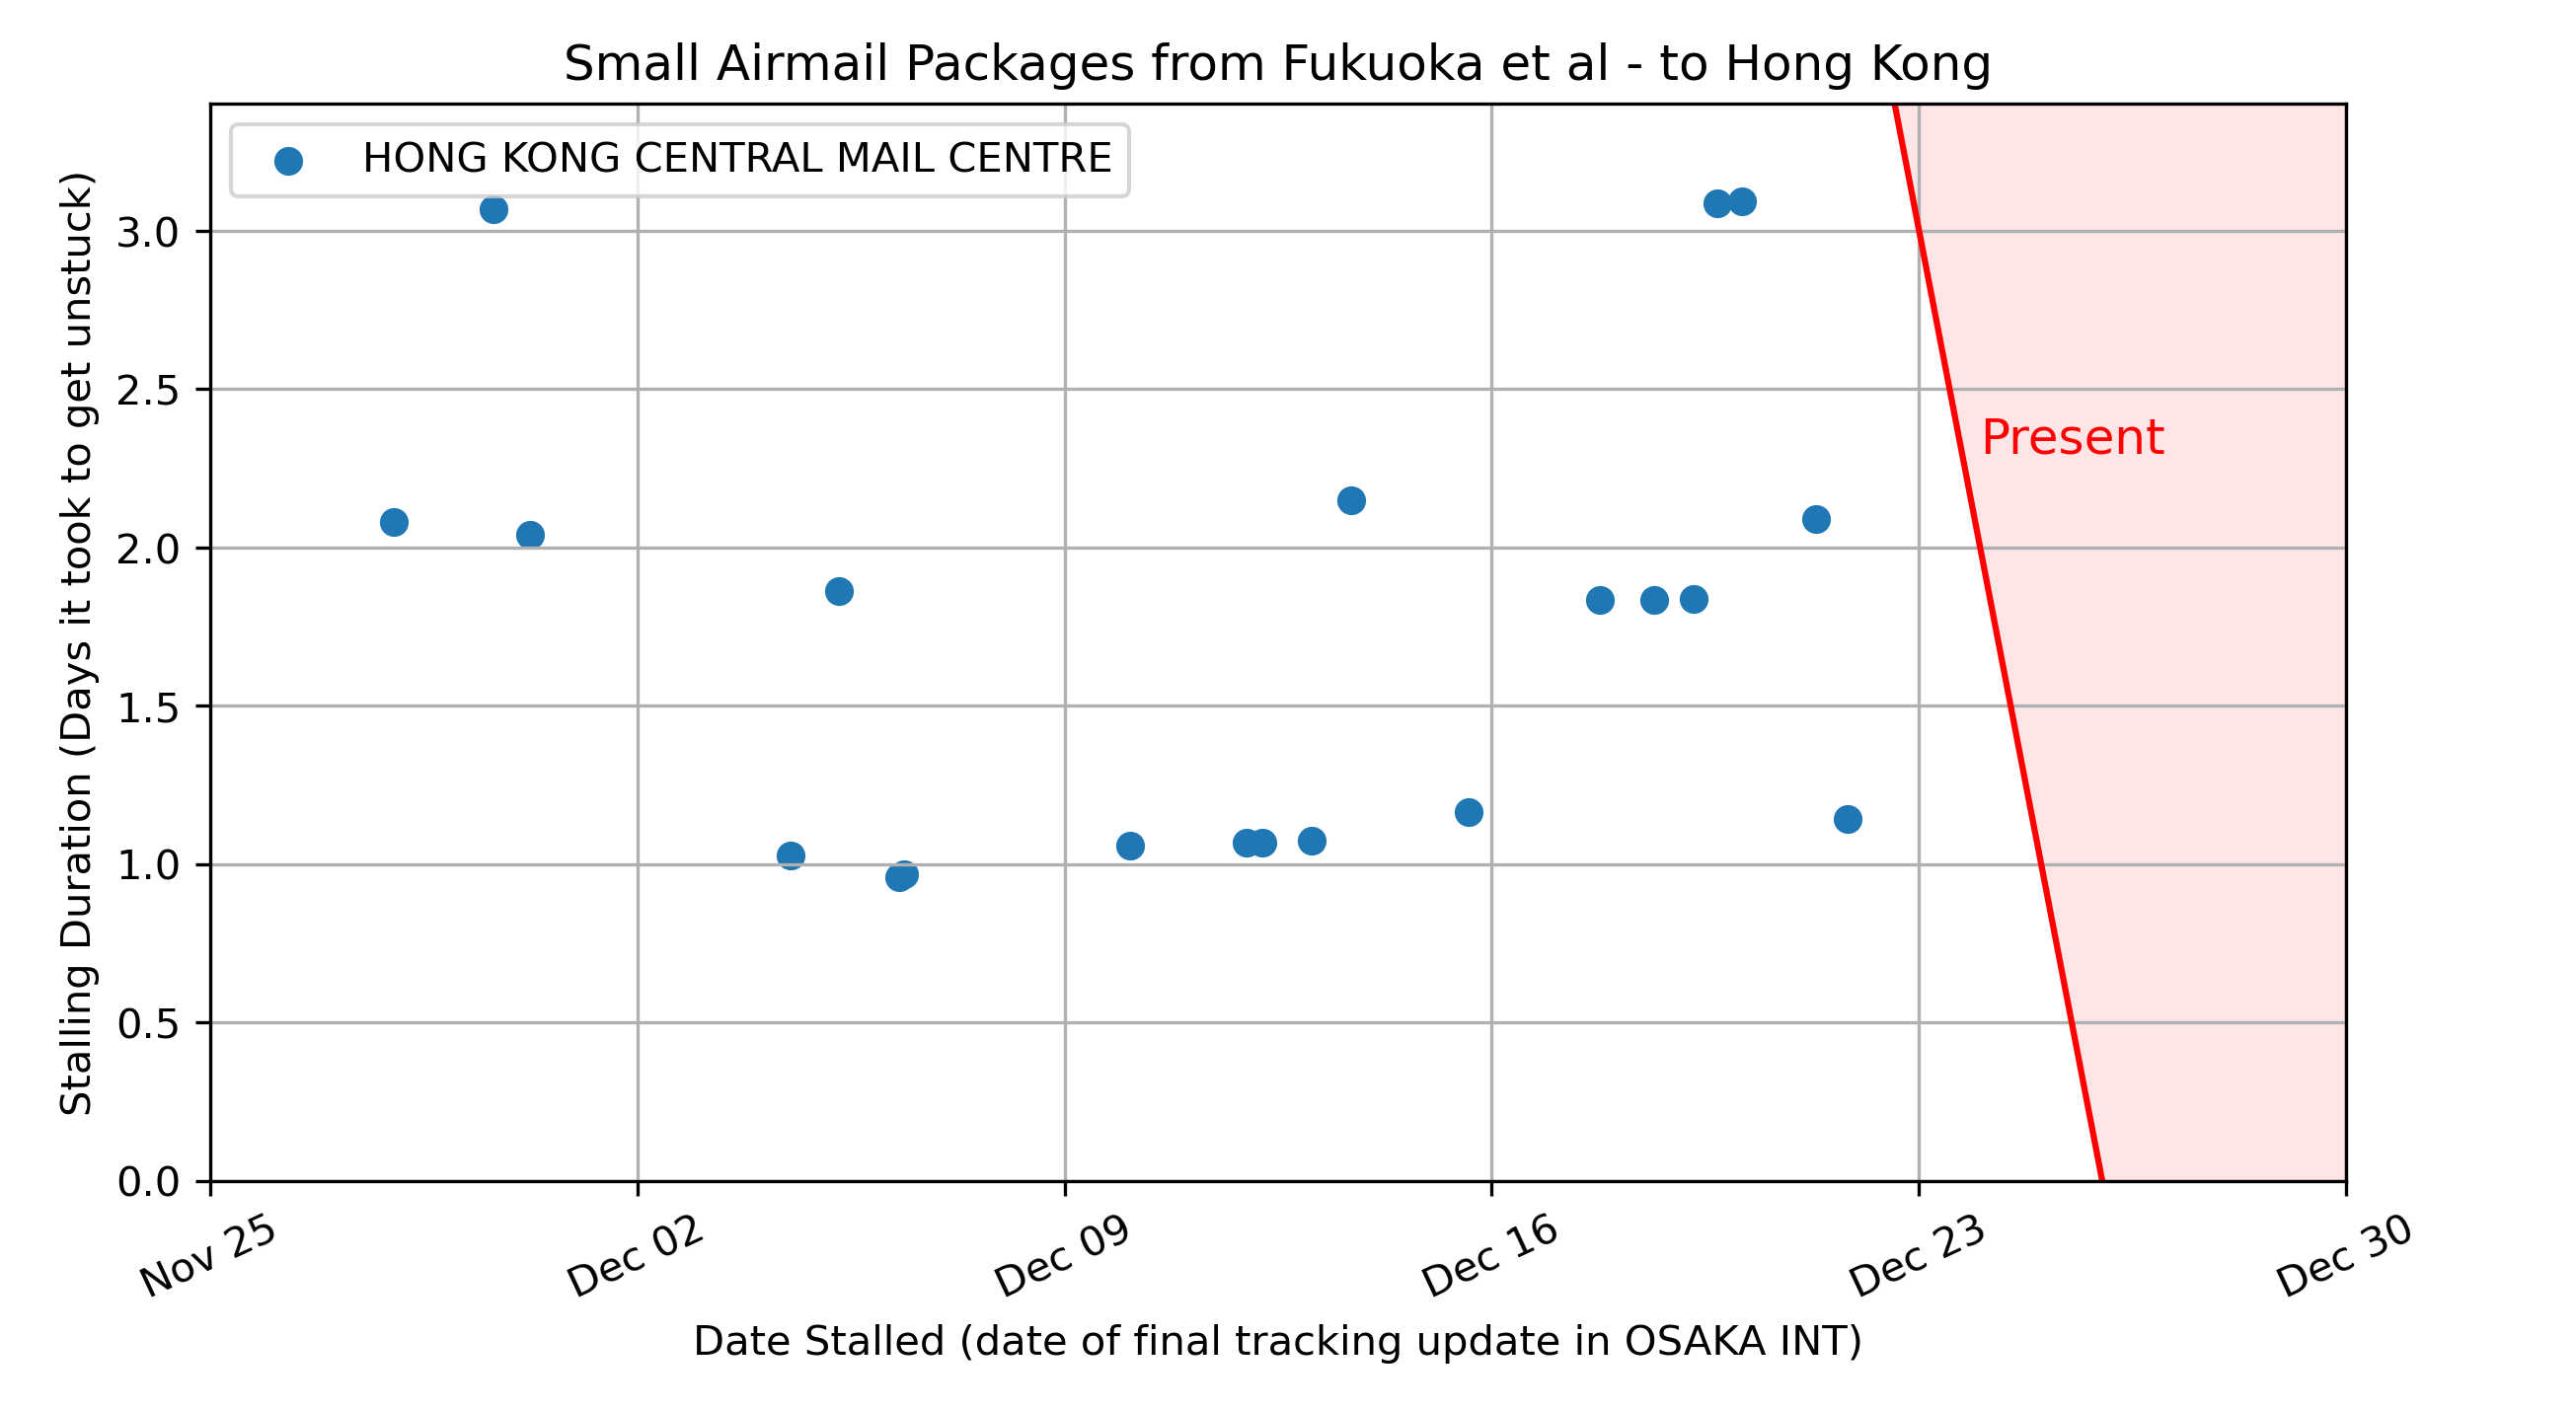 Small Airmail Packages from Fukuoka et al - to Hong Kong
HONG KONG CENTRAL MAIL CENTRE
Stalling Duration (Days it took to get unstuck)
3.0
2.5
2.0
1.5
1.0
0.5
0.0
Present
Nov 25
Dec 02
Dec 09
Dec 16
Dec 23
Dec 30
Date Stalled (date of final tracking update in OSAKA INT)